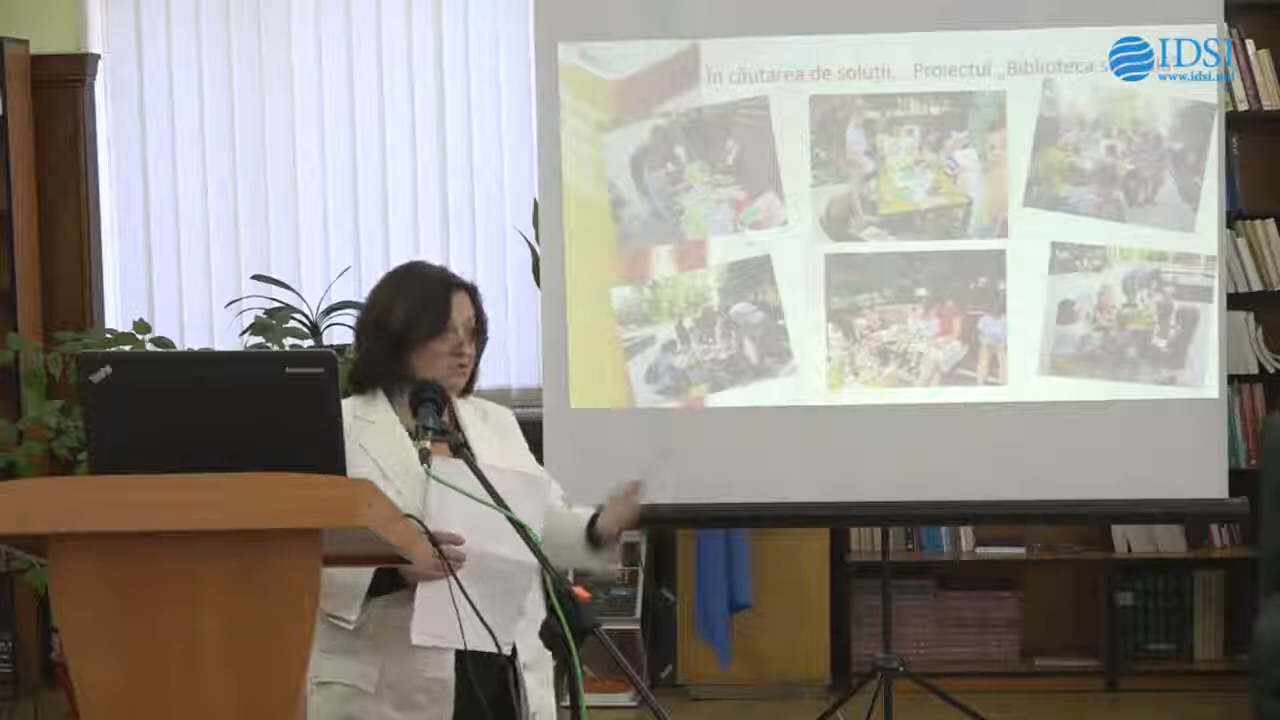 În căutarea de soluții. Proiectul „Biblioteca
IDSI
www.idsi.md